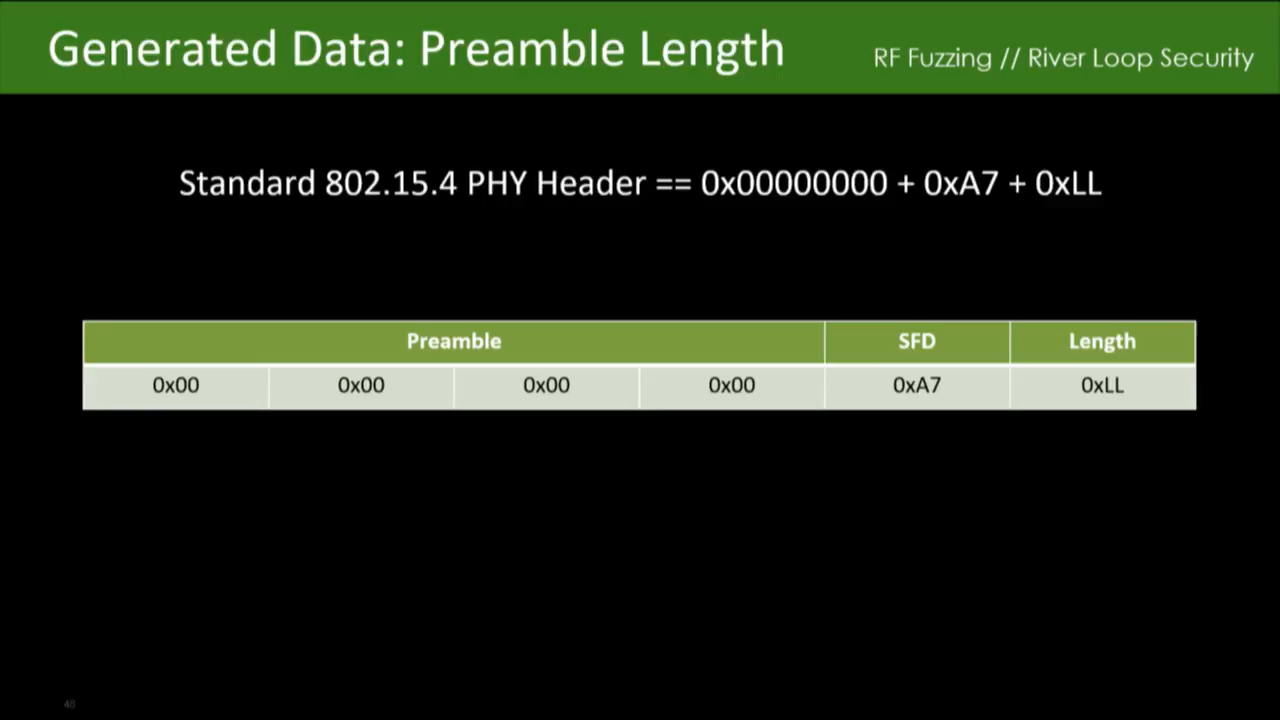 Generated Data: Preamble Length
RF Fuzzing // River Loop Security
Standard 802.15.4 PHY Header == 0x00000000 + 0xA7 + 0xLL
Preamble SFD Length
0x00 0x00 0x00 0x00 0xA7 0xLL
48